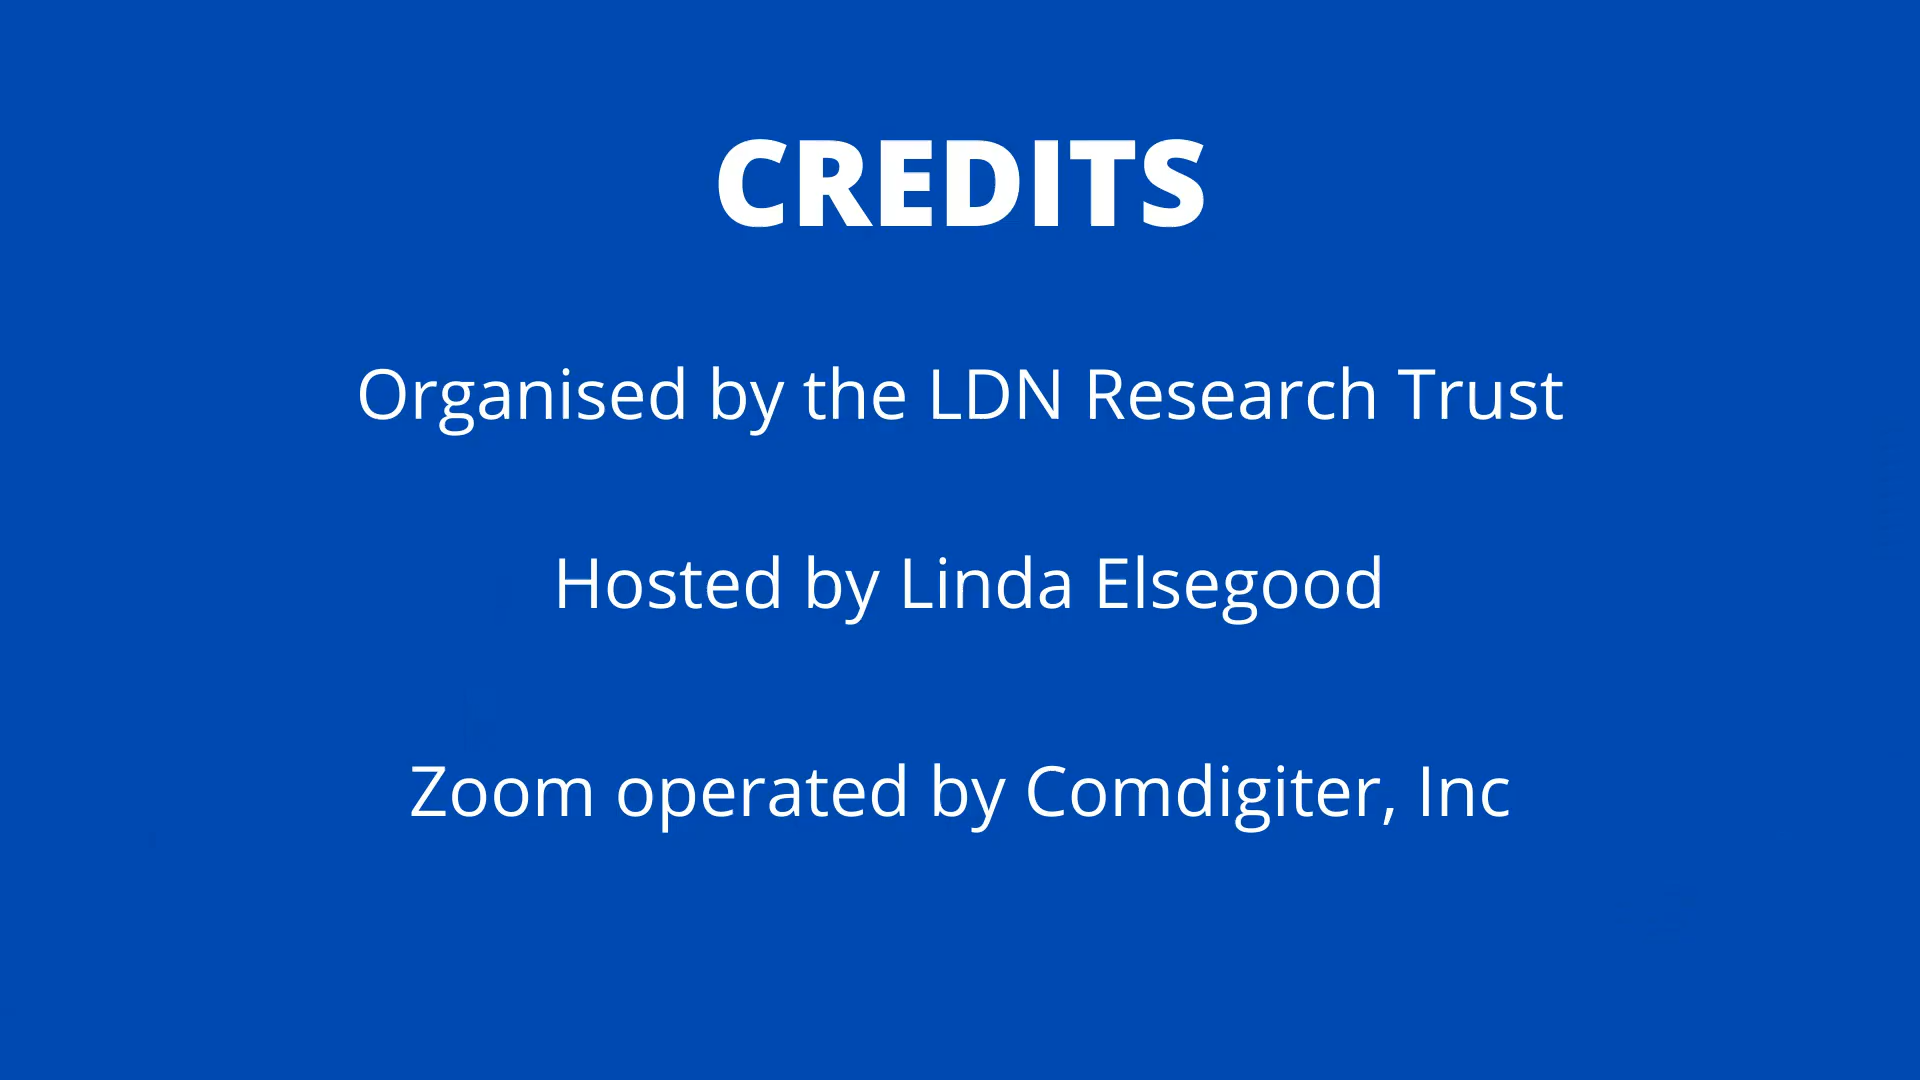 CREDITS
Organised by the LDN Research Trust
Hosted by Linda Elsegood
Zoom operated by Comdigiter, Inc